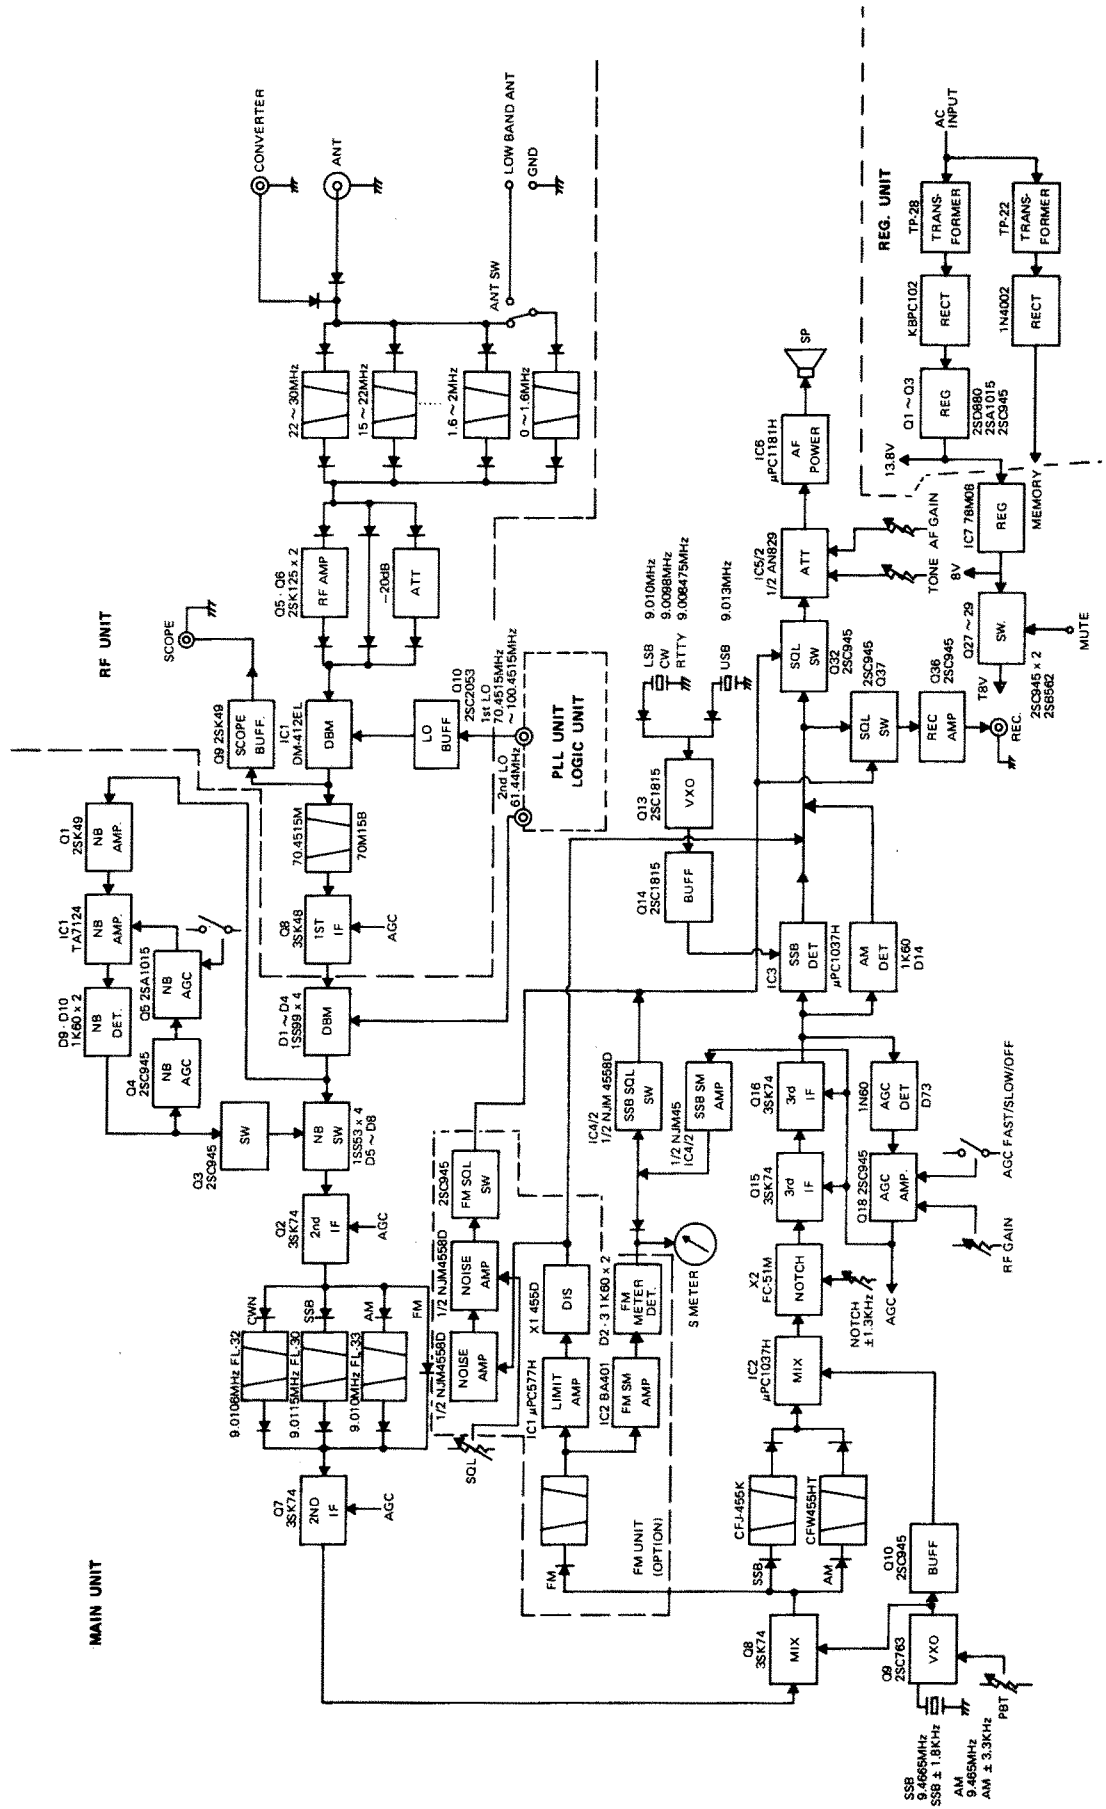 MAIN UNIT
RF UNIT
REG. UNIT
PLL UNIT
LOGIC UNIT
CONVERTER
ANT
LOW BAND ANT
GND
ANT SW
22~30MHz
15~22MHz
1.6~2MHz
0~1.6MHz
SCOPE
Q9 2SK49
SCOPE
BUFF.
Q5 · Q6
2SK125 x 2
RF AMP
-20dB
ATT
IC1
DM-412EL
DBM
Q10
2SC2053
LO
BUFF
1st LO
70.4515MHz
~100.4515MHz
2nd LO
61.44MHz
70.4515M
70M15B
Q8
3SK48
1ST
IF
AGC
D1~D4
1SS99 x 4
DBM
Q1
2SK49
NB
AMP.
IC1
TA7124
NB
AMP.
D9 · D10
1K60 x 2
NB
DET.
Q5 2SA1015
NB
AGC
Q4
2SC945
NB
AGC
Q3
2SC945
SW
NB
SW
1SS53 x 4
D5~D8
Q2
3SK74
2nd
IF
AGC
CWN
SSB
AM
FM
9.0106MHz FL-32
9.0115MHz FL-30
9.010MHz FL-33
Q7
3SK74
2ND
IF
AGC
SQL
1/2 NJM4558D
NOISE
AMP
1/2 NJM4558D
NOISE
AMP
2SC945
FM SQL
SW
IC1 µPC577H
LIMIT
AMP
X1 455D
DIS
IC2 BA401
FM SM
AMP
D2 · 3 1K60 x 2
FM
METER
DET.
FM UNIT
(OPTION)
FM
S METER
IC4/2
1/2 NJM 4558D
SSB SQL
SW
SSB SM
AMP
1/2 NJM45
IC4/2
Q8
3SK74
MIX
SSB
AM
CFJ-455K
CFW455HT
IC2
µPC1037H
MIX
X2
FC-51M
NOTCH
NOTCH
±1.3KHz
Q15
3SK74
3rd
IF
Q16
3SK74
3rd
IF
1N60
AGC
DET
D73
Q18 2SC945
AGC
AMP.
AGC
RF GAIN
AGC FAST/SLOW/OFF
Q9
2SC763
VXO
Q10
2SC945
BUFF
PBT
SSB
9.4665MHz
SSB ± 1.8KHz
AM
9.465MHz
AM ± 3.3KHz
IC3
SSB
DET
µPC1037H
AM
DET
1K60
D14
Q14
2SC1815
BUFF
Q13
2SC1815
VXO
LSB
CW
RTTY
9.010MHz
9.0098MHz
9.008475MHz
USB
9.013MHz
SQL
SW
Q32
2SC945
SQL
SW
2SC945
Q37
Q36
2SC945
REC
AMP
REC.
IC5/2
1/2 AN829
ATT
TONE
AF GAIN
IC6
µPC1181H
AF
POWER
SP
AC
INPUT
TP-28
TRANS-
FORMER
TP-22
TRANS-
FORMER
KBPC102
RECT
1N4002
RECT
Q1~Q3
REG
2SD880
2SA1015
2SC945
13.8V
MEMORY
IC7 78M08
REG
8V
Q27~29
SW.
T8V
2SC945 x 2
2SB562
MUTE